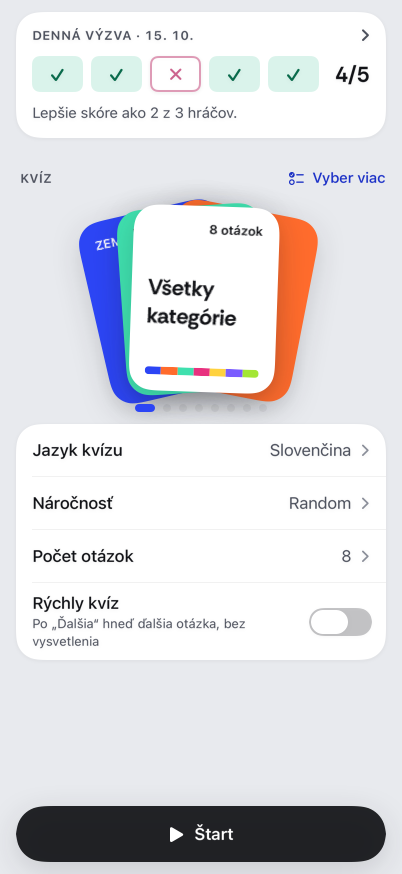 DENNÁ VÝZVA · 15. 10.
4/5
Lepšie skóre ako 2 z 3 hráčov.
KVÍZ
Vyber viac
8 otázok
Všetky
kategórie
Jazyk kvízu
Slovenčina
Náročnosť
Random
Počet otázok
8
Rýchly kvíz
Po „Ďalšia“ hneď ďalšia otázka, bez
vysvetlenia
Štart